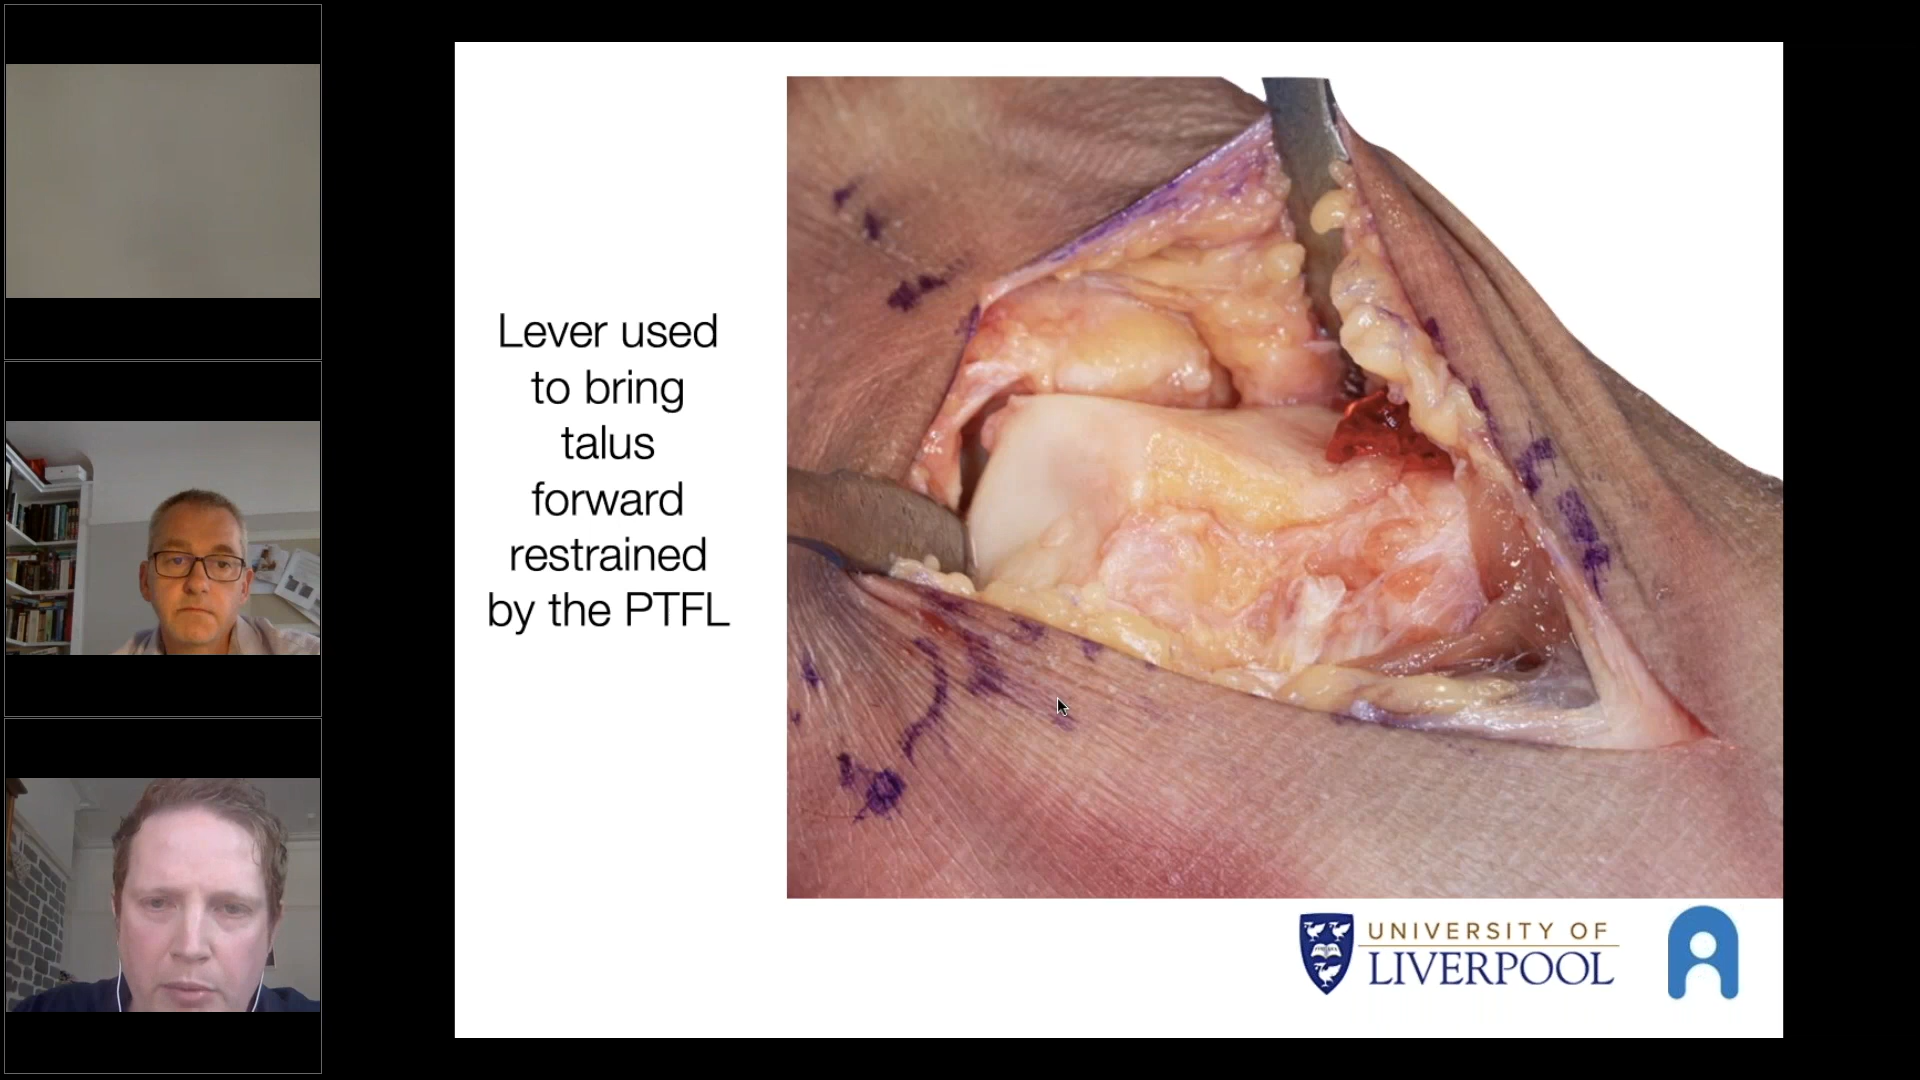 Lever used
to bring
talus
forward
restrained
by the PTFL
UNIVERSITY OF
LIVERPOOL